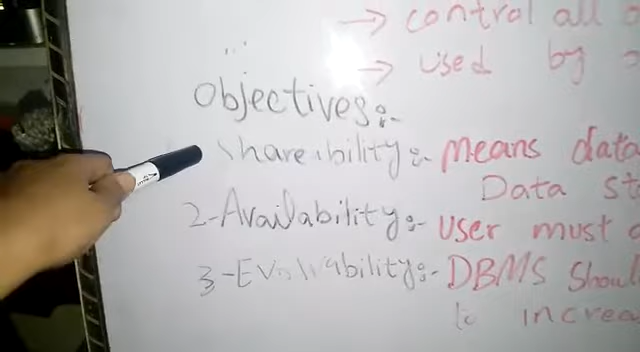 → control all
→ used by
Objectives:-
Shareability:- means data
Data st
2-Availability:- User must
3-Evolvability:- DBMS Shoul
to increa